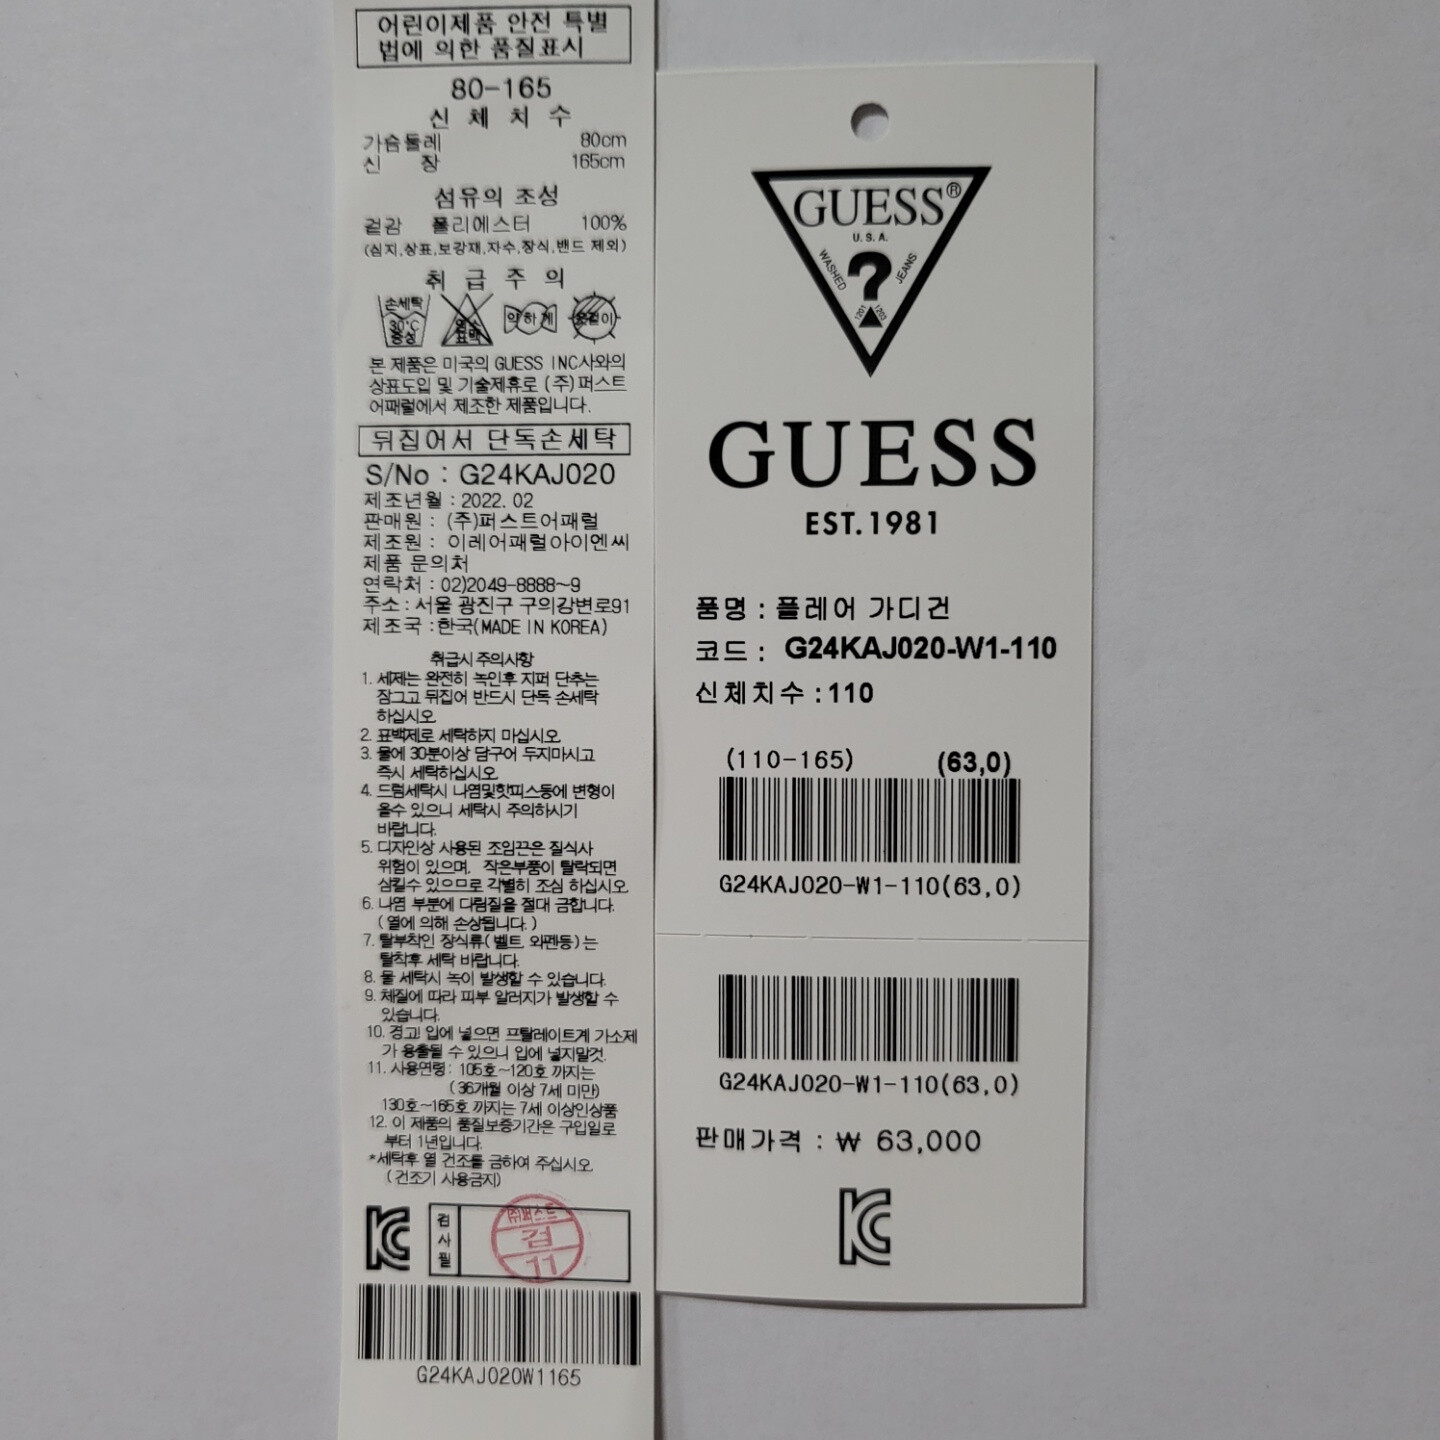 어린이제품 안전 특별
법에 의한 품질표시
80-165
신 체 치 수
가슴둘레 80cm
신 장 165cm
섬유의 조성
겉감 폴리에스터 100%
(심지,상표,보강재,자수,장식,밴드 제외)
취 급 주 의
손세탁
30℃
중성
염소
표백
약하게
옷걸이
본 제품은 미국의 GUESS INC사와의
상표도입 및 기술제휴로 (주)퍼스트
어패럴에서 제조한 제품입니다.
뒤집어서 단독손세탁
S/No : G24KAJ020
제조년월 : 2022. 02
판매원 : (주)퍼스트어패럴
제조원 : 이레어패럴아이엔씨
제품 문의처
연락처 : 02)2049-8888~9
주소 : 서울 광진구 구의강변로91
제조국 : 한국(MADE IN KOREA)
취급시 주의사항
1. 세제는 완전히 녹인후 지퍼 단추는
잠그고 뒤집어 반드시 단독 손세탁
하십시오.
2. 표백제로 세탁하지 마십시오.
3. 물에 30분이상 담구어 두지마시고
즉시 세탁하십시오.
4. 드럼세탁시 나염및핫피스등에 변형이
올수 있으니 세탁시 주의하시기
바랍니다.
5. 디자인상 사용된 조임끈은 질식사
위험이 있으며, 작은부품이 탈락되면
삼킬수 있으므로 각별히 조심 하십시오.
6. 나염 부분에 다림질을 절대 금합니다.
( 열에 의해 손상됩니다. )
7. 탈부착인 장식류( 벨트, 와펜등) 는
탈착후 세탁 바랍니다.
8. 물 세탁시 녹이 발생할 수 있습니다.
9. 체질에 따라 피부 알러지가 발생할 수
있습니다.
10. 경고! 입에 넣으면 프탈레이트계 가소제
가 용출될 수 있으니 입에 넣지말것.
11. 사용연령: 105호~120호 까지는
( 36개월 이상 7세 미만)
130호~165호 까지는 7세 이상인상품
12. 이 제품의 품질보증기간은 구입일로
부터 1년입니다.
*세탁후 열 건조를 금하여 주십시오.
( 건조기 사용금지)
검사필
(주)퍼스트
검
11
G24KAJ020W1165
GUESS®
U.S.A.
WASHED
?
JEANS
1201 1203
GUESS
EST.1981
품명 : 플레어 가디건
코드 : G24KAJ020-W1-110
신체치수 : 110
(110-165) (63,0)
G24KAJ020-W1-110(63,0)
G24KAJ020-W1-110(63,0)
판매가격 : ₩ 63,000